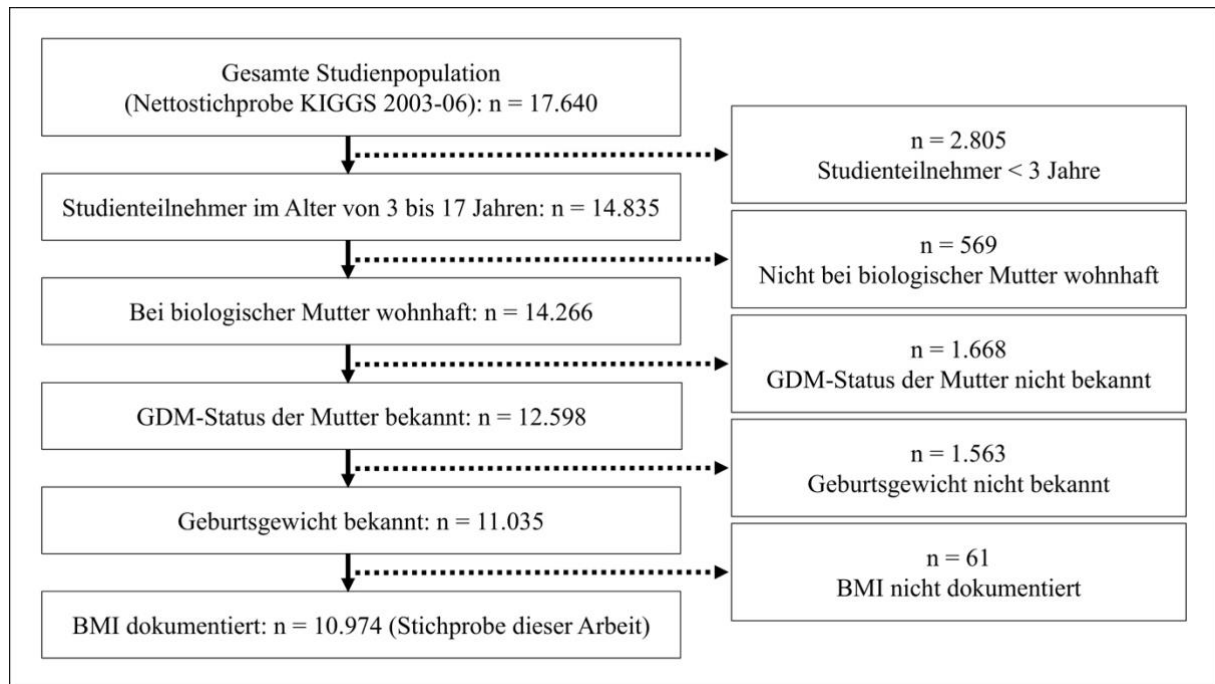 Gesamte Studienpopulation
(Nettostichprobe KIGGS 2003-06): n = 17.640
n = 2.805
Studienteilnehmer < 3 Jahre
Studienteilnehmer im Alter von 3 bis 17 Jahren: n = 14.835
n = 569
Nicht bei biologischer Mutter wohnhaft
Bei biologischer Mutter wohnhaft: n = 14.266
n = 1.668
GDM-Status der Mutter nicht bekannt
GDM-Status der Mutter bekannt: n = 12.598
n = 1.563
Geburtsgewicht nicht bekannt
Geburtsgewicht bekannt: n = 11.035
n = 61
BMI nicht dokumentiert
BMI dokumentiert: n = 10.974 (Stichprobe dieser Arbeit)